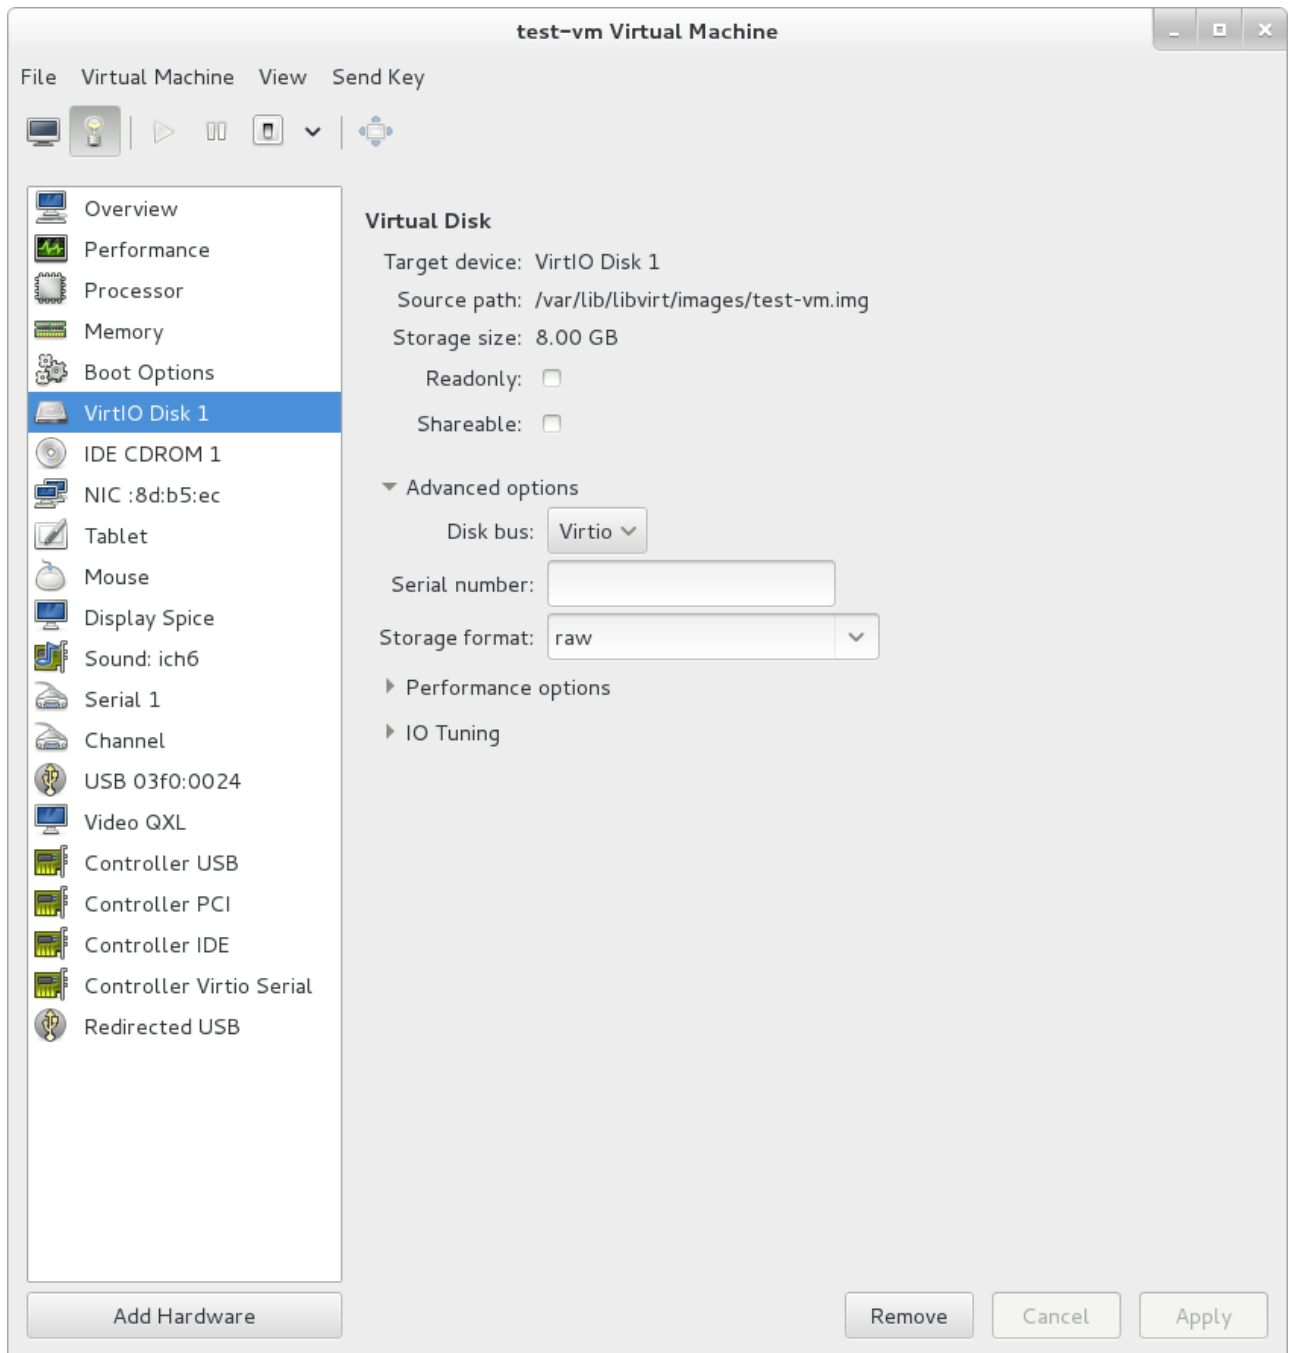 test-vm Virtual Machine
File Virtual Machine View Send Key
Overview
Performance
Processor
Memory
Boot Options
VirtIO Disk 1
IDE CDROM 1
NIC :8d:b5:ec
Tablet
Mouse
Display Spice
Sound: ich6
Serial 1
Channel
USB 03f0:0024
Video QXL
Controller USB
Controller PCI
Controller IDE
Controller Virtio Serial
Redirected USB
Add Hardware
Virtual Disk
Target device: VirtIO Disk 1
Source path: /var/lib/libvirt/images/test-vm.img
Storage size: 8.00 GB
Readonly:
Shareable:
Advanced options
Disk bus: Virtio
Serial number:
Storage format: raw
Performance options
IO Tuning
Remove Cancel Apply